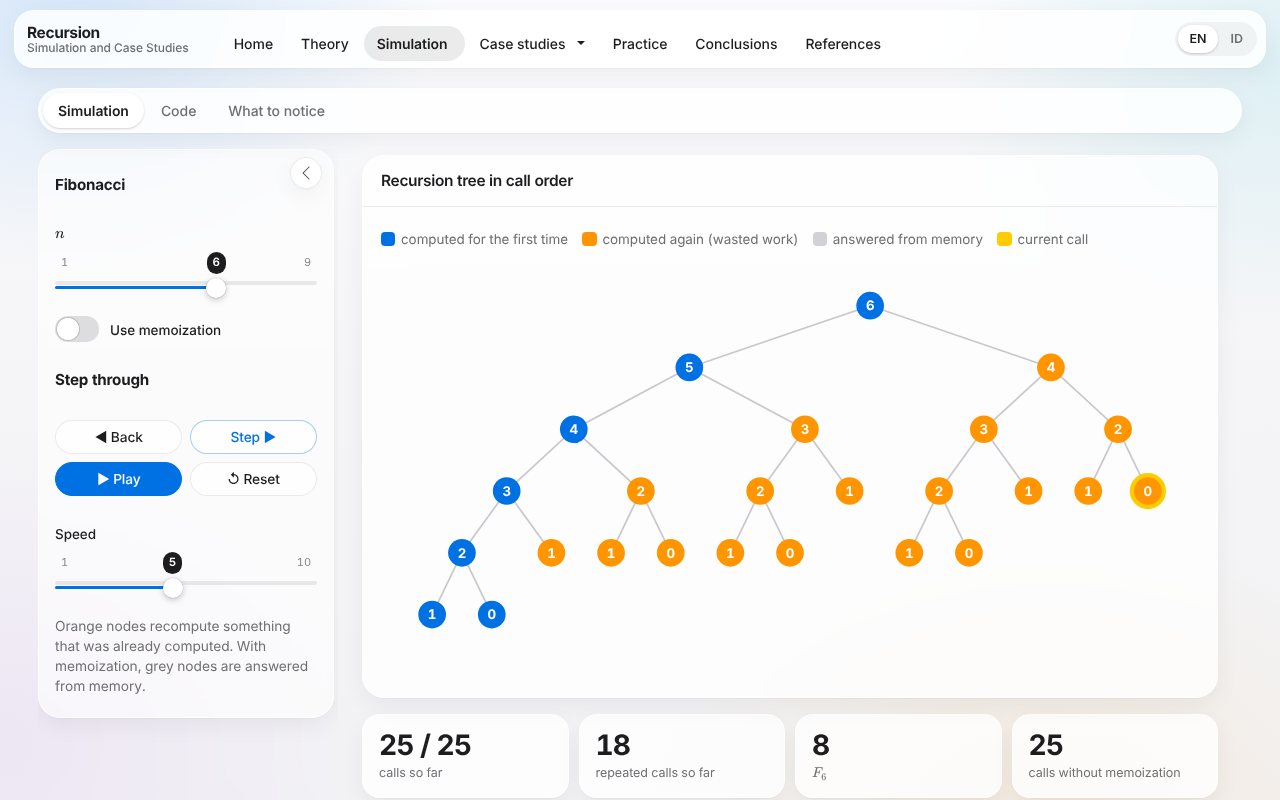 Recursion
Simulation and Case Studies
Home Theory Simulation Case studies Practice Conclusions References
EN ID
Simulation Code What to notice
Fibonacci
n
1 6 9
Use memoization
Step through
◀ Back Step ▶
▶ Play ↺ Reset
Speed
1 5 10
Orange nodes recompute something
that was already computed. With
memoization, grey nodes are answered
from memory.
Recursion tree in call order
computed for the first time computed again (wasted work) answered from memory current call
6
5 4
4 3 3 2
3 2 2 1 2 1 1 0
2 1 1 0 1 0 1 0
1 0
25 / 25
calls so far
18
repeated calls so far
8
F₆
25
calls without memoization